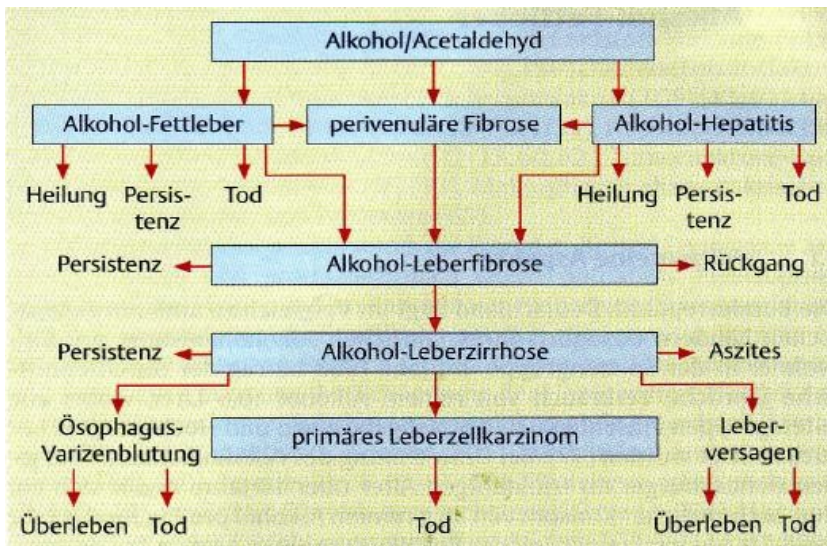 Alkohol/Acetaldehyd
Alkohol-Fettleber
perivenuläre Fibrose
Alkohol-Hepatitis
Heilung
Persis-
tenz
Tod
Heilung
Persis-
tenz
Tod
Persistenz
Alkohol-Leberfibrose
Rückgang
Persistenz
Alkohol-Leberzirrhose
Aszites
Ösophagus-
Varizenblutung
primäres Leberzellkarzinom
Leber-
versagen
Überleben
Tod
Tod
Überleben
Tod